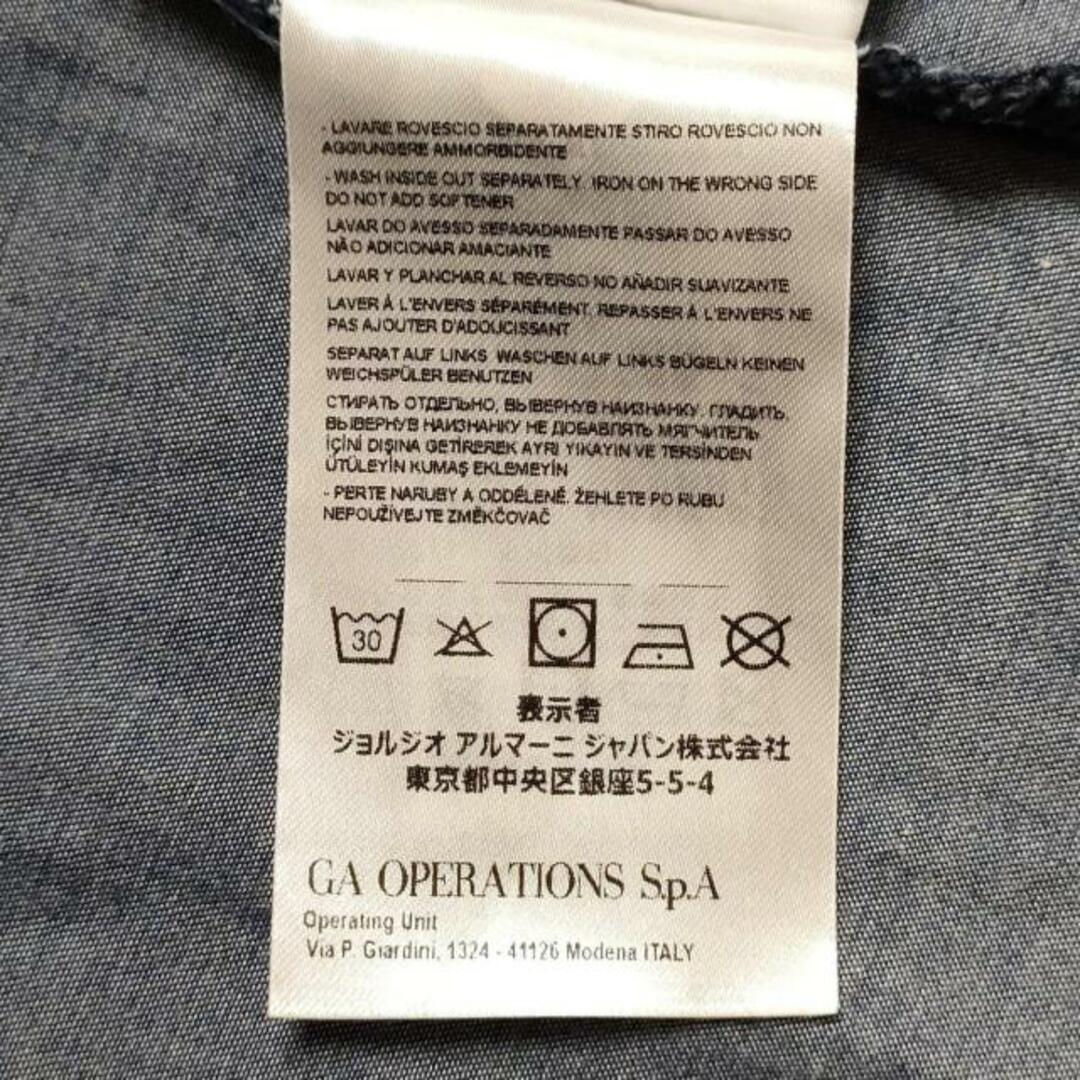 - LAVARE ROVESCIO SEPARATAMENTE STIRO ROVESCIO NON
AGGIUNGERE AMMORBIDENTE
- WASH INSIDE OUT SEPARATELY. IRON ON THE WRONG SIDE
DO NOT ADD SOFTENER
LAVAR DO AVESSO SEPARADAMENTE PASSAR DO AVESSO
NÃO ADICIONAR AMACIANTE
LAVAR Y PLANCHAR AL REVERSO NO AÑADIR SUAVIZANTE
LAVER À L'ENVERS SÉPARÉMENT. REPASSER À L'ENVERS NE
PAS AJOUTER D'ADOUCISSANT
SEPARAT AUF LINKS WASCHEN AUF LINKS BÜGELN KEINEN
WEICHSPÜLER BENUTZEN
СТИРАТЬ ОТДЕЛЬНО, ВЫВЕРНУВ НАИЗНАНКУ. ГЛАДИТЬ,
ВЫВЕРНУВ НАИЗНАНКУ НЕ ДОБАВЛЯТЬ МЯГЧИТЕЛЬ
İÇİNİ DIŞINA GETİREREK AYRI YIKAYIN VE TERSİNDEN
ÜTÜLEYİN KUMAŞ EKLEMEYİN
- PERTE NARUBY A ODDĚLENĚ. ŽEHLETE PO RUBU
NEPOUŽÍVEJTE ZMĚKČOVAČ
30
表示者
ジョルジオ アルマーニ ジャパン株式会社
東京都中央区銀座5-5-4
GA OPERATIONS S.p.A
Operating Unit
Via P. Giardini, 1324 - 41126 Modena ITALY